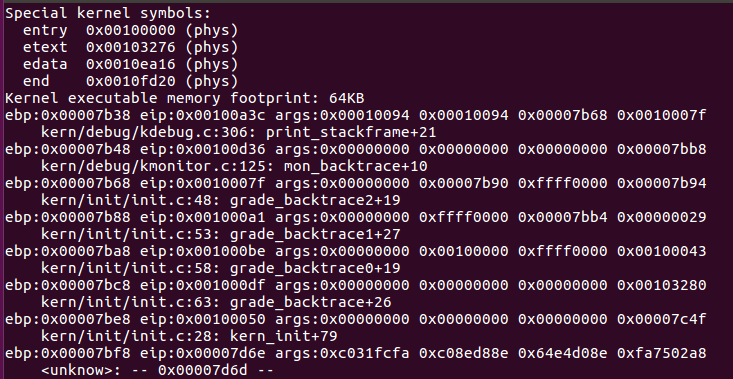 Special kernel symbols:
  entry  0x00100000 (phys)
  etext  0x00103276 (phys)
  edata  0x0010ea16 (phys)
  end    0x0010fd20 (phys)
Kernel executable memory footprint: 64KB
ebp:0x00007b38 eip:0x00100a3c args:0x00010094 0x00010094 0x00007b68 0x0010007f
    kern/debug/kdebug.c:306: print_stackframe+21
ebp:0x00007b48 eip:0x00100d36 args:0x00000000 0x00000000 0x00000000 0x00007bb8
    kern/debug/kmonitor.c:125: mon_backtrace+10
ebp:0x00007b68 eip:0x0010007f args:0x00000000 0x00007b90 0xffff0000 0x00007b94
    kern/init/init.c:48: grade_backtrace2+19
ebp:0x00007b88 eip:0x001000a1 args:0x00000000 0xffff0000 0x00007bb4 0x00000029
    kern/init/init.c:53: grade_backtrace1+27
ebp:0x00007ba8 eip:0x001000be args:0x00000000 0x00100000 0xffff0000 0x00100043
    kern/init/init.c:58: grade_backtrace0+19
ebp:0x00007bc8 eip:0x001000df args:0x00000000 0x00000000 0x00000000 0x00103280
    kern/init/init.c:63: grade_backtrace+26
ebp:0x00007be8 eip:0x00100050 args:0x00000000 0x00000000 0x00000000 0x00007c4f
    kern/init/init.c:28: kern_init+79
ebp:0x00007bf8 eip:0x00007d6e args:0xc031fcfa 0xc08ed88e 0x64e4d08e 0xfa7502a8
    <unknow>: -- 0x00007d6d --